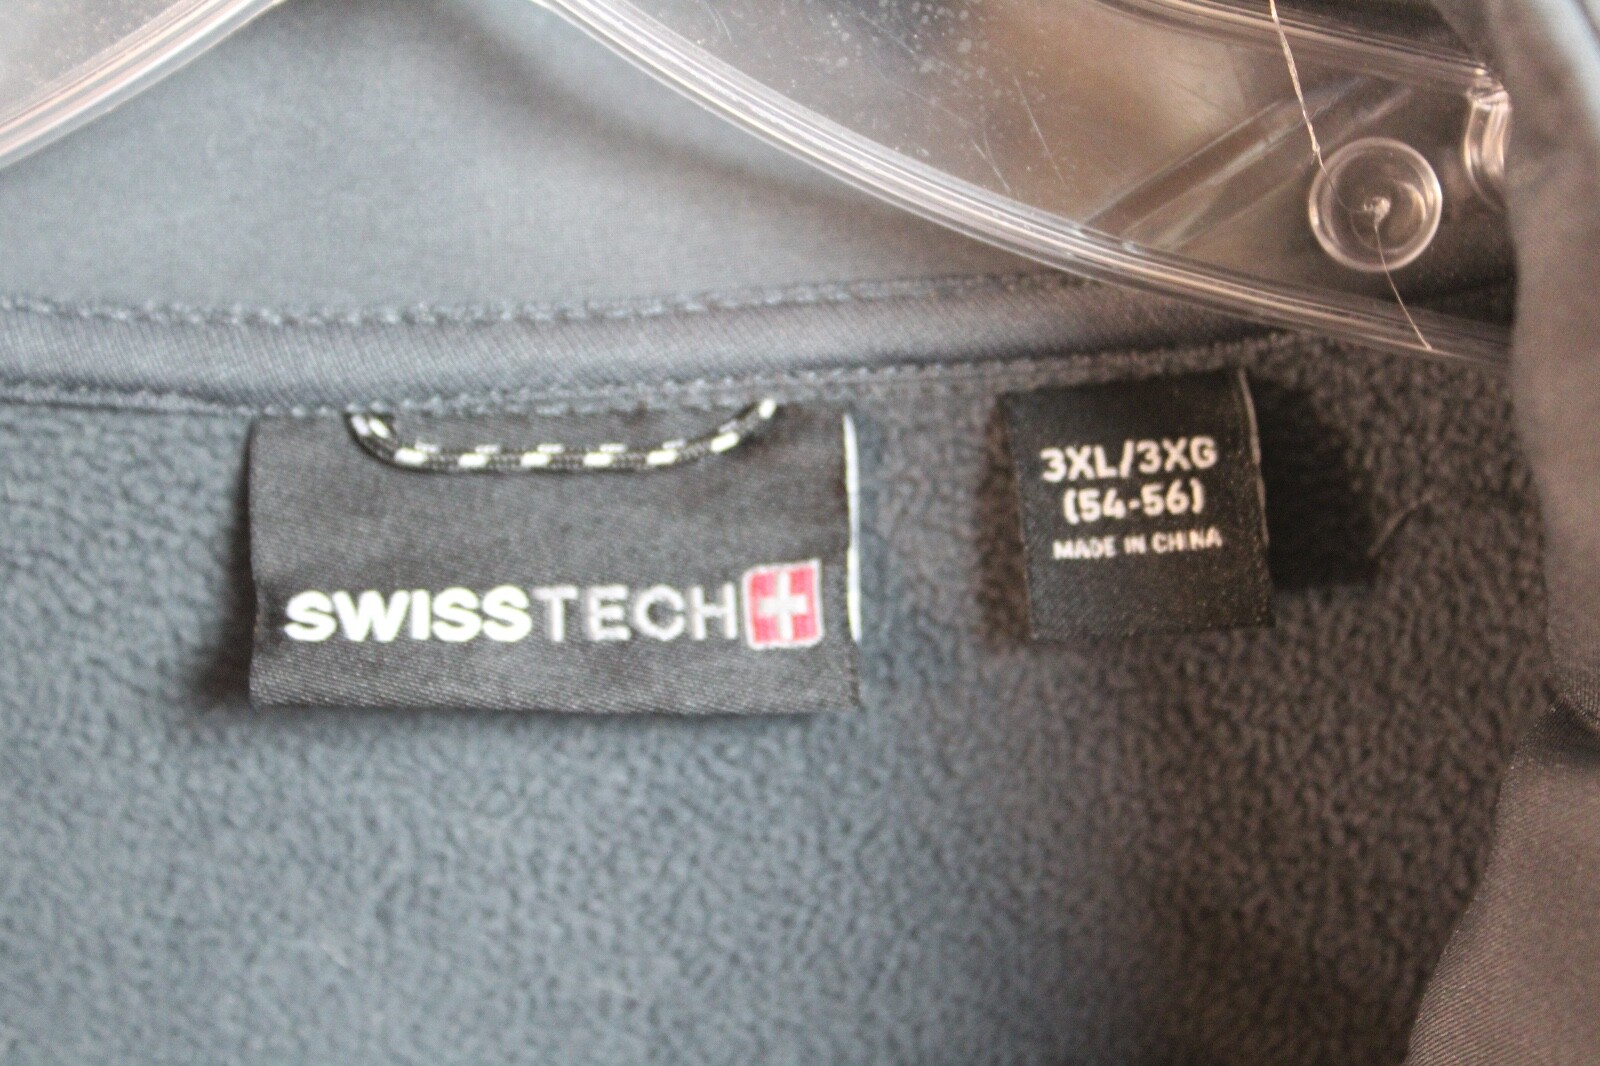 SWISSTECH
3XL/3XG
(54-56)
MADE IN CHINA